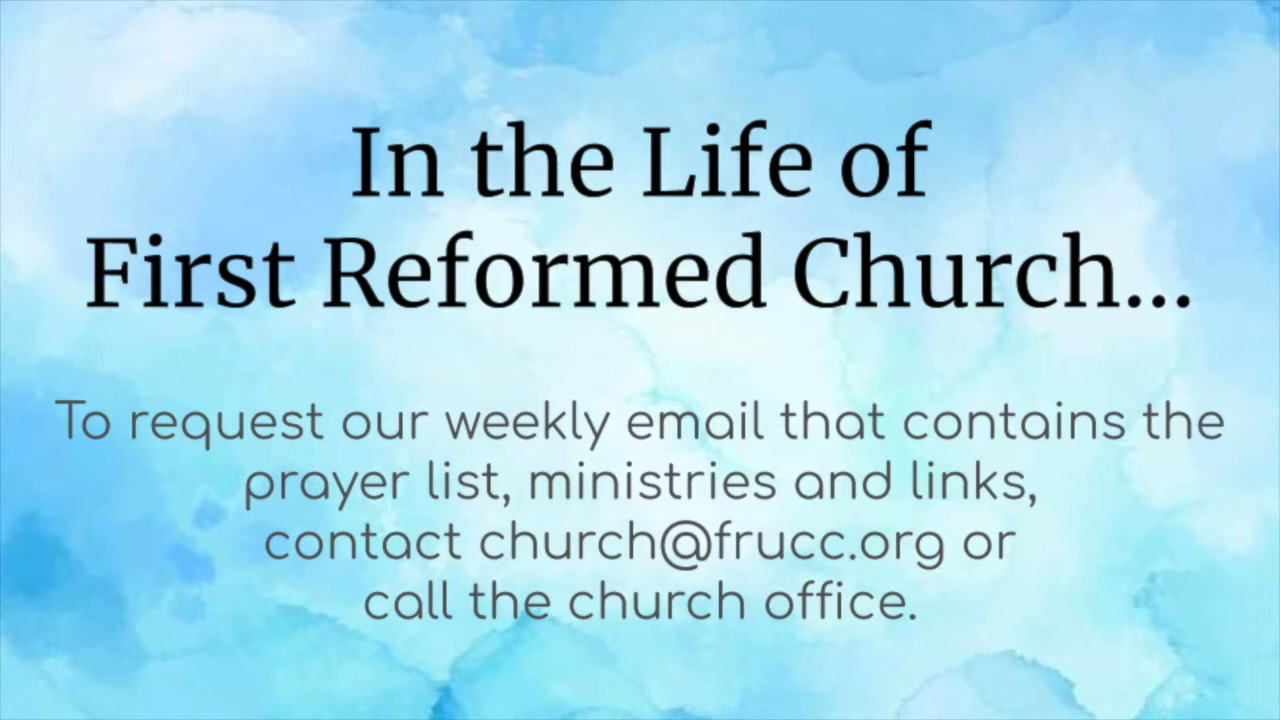 In the Life of
First Reformed Church...
To request our weekly email that contains the
prayer list, ministries and links,
contact church@frucc.org or
call the church office.